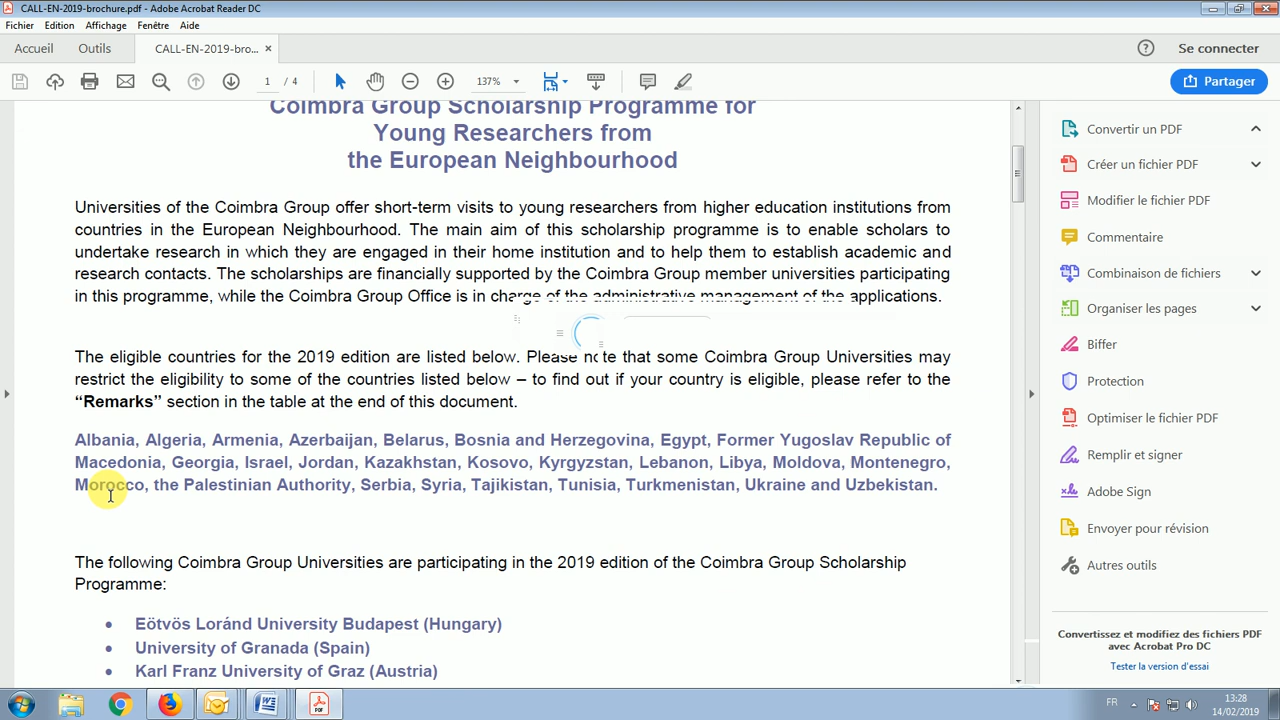 CALL-EN-2019-brochure.pdf - Adobe Acrobat Reader DC
Fichier Edition Affichage Fenêtre Aide
Accueil Outils CALL-EN-2019-bro... × Se connecter
1 / 4 137% Partager
Coimbra Group Scholarship Programme for
Young Researchers from
the European Neighbourhood
Universities of the Coimbra Group offer short-term visits to young researchers from higher education institutions from
countries in the European Neighbourhood. The main aim of this scholarship programme is to enable scholars to
undertake research in which they are engaged in their home institution and to help them to establish academic and
research contacts. The scholarships are financially supported by the Coimbra Group member universities participating
in this programme, while the Coimbra Group Office is in charge of the administrative management of the applications.
The eligible countries for the 2019 edition are listed below. Please note that some Coimbra Group Universities may
restrict the eligibility to some of the countries listed below – to find out if your country is eligible, please refer to the
“Remarks” section in the table at the end of this document.
Albania, Algeria, Armenia, Azerbaijan, Belarus, Bosnia and Herzegovina, Egypt, Former Yugoslav Republic of
Macedonia, Georgia, Israel, Jordan, Kazakhstan, Kosovo, Kyrgyzstan, Lebanon, Libya, Moldova, Montenegro,
Morocco, the Palestinian Authority, Serbia, Syria, Tajikistan, Tunisia, Turkmenistan, Ukraine and Uzbekistan.
The following Coimbra Group Universities are participating in the 2019 edition of the Coimbra Group Scholarship
Programme:
• Eötvös Loránd University Budapest (Hungary)
• University of Granada (Spain)
• Karl Franz University of Graz (Austria)
Convertir un PDF
Créer un fichier PDF
Modifier le fichier PDF
Commentaire
Combinaison de fichiers
Organiser les pages
Biffer
Protection
Optimiser le fichier PDF
Remplir et signer
Adobe Sign
Envoyer pour révision
Autres outils
Convertissez et modifiez des fichiers PDF
avec Acrobat Pro DC
Tester la version d'essai
FR 13:28
14/02/2019